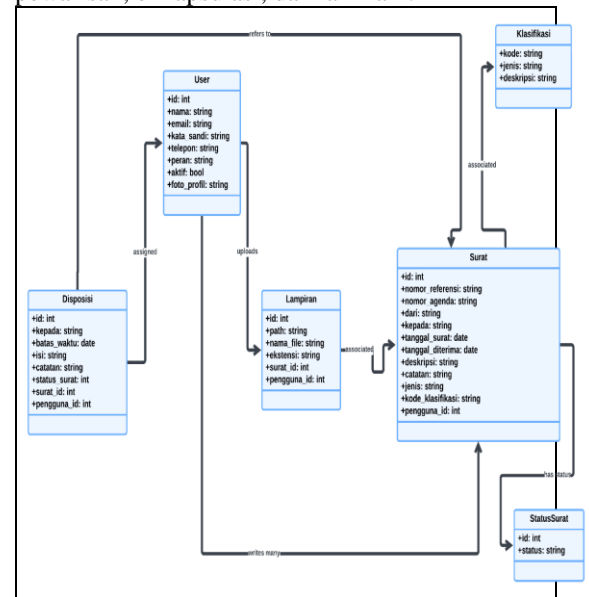 refers to
Klasifikasi
+kode: string
+jenis: string
+deskripsi: string
User
+id: int
+nama: string
+email: string
+kata_sandi: string
+telepon: string
+peran: string
+aktif: bool
+foto_profil: string
associated
assigned
uploads
Surat
+id: int
+nomor_referensi: string
+nomor_agenda: string
+dari: string
+kepada: string
+tanggal_surat: date
+tanggal_diterima: date
+deskripsi: string
+catatan: string
+jenis: string
+kode_klasifikasi: string
+pengguna_id: int
Disposisi
+id: int
+kepada: string
+batas_waktu: date
+isi: string
+catatan: string
+status_surat: int
+surat_id: int
+pengguna_id: int
Lampiran
+id: int
+path: string
+nama_file: string
+ekstensi: string
+surat_id: int
+pengguna_id: int
associated
has status
StatusSurat
+id: int
+status: string
writes many